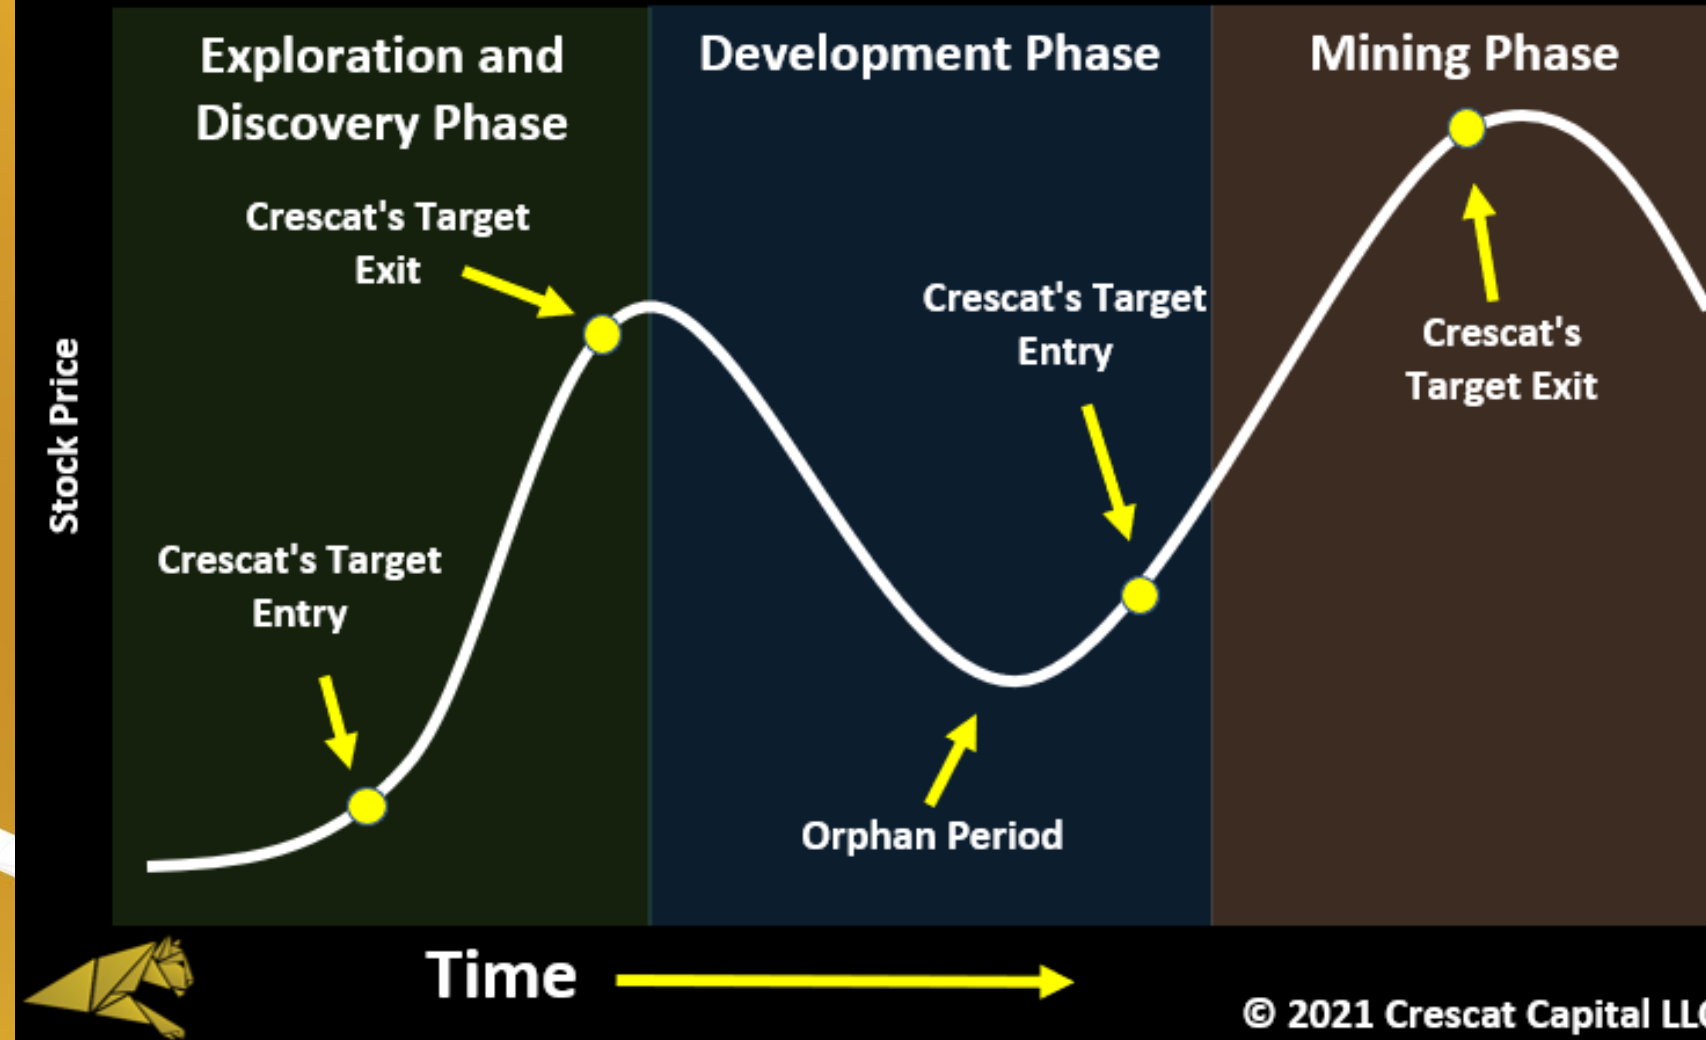 Exploration and
Discovery Phase
Development Phase
Mining Phase
Crescat's Target
Exit
Crescat's Target
Entry
Crescat's
Target Exit
Stock Price
Crescat's Target
Entry
Orphan Period
Time
© 2021 Crescat Capital LLC